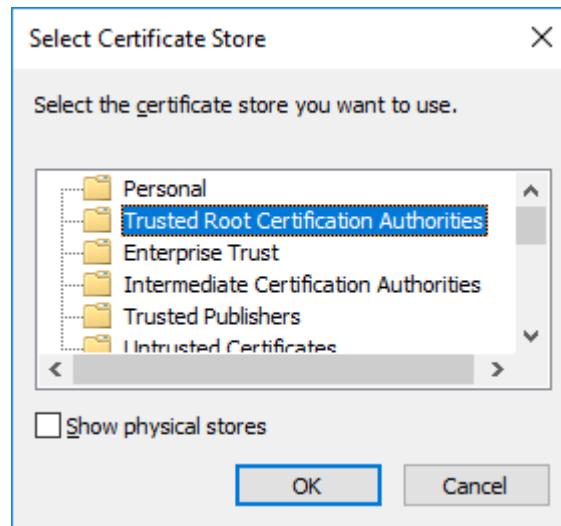 Select Certificate Store
Select the certificate store you want to use.
Personal
Trusted Root Certification Authorities
Enterprise Trust
Intermediate Certification Authorities
Trusted Publishers
Untrusted Certificates
Show physical stores
OK Cancel